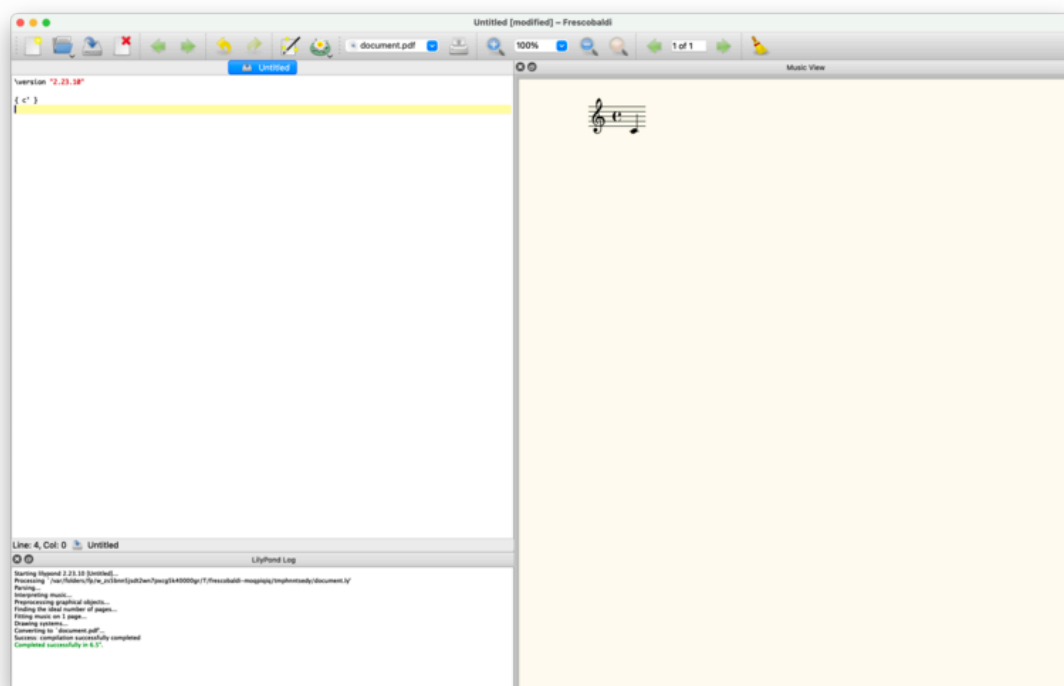 Untitled [modified] – Frescobaldi
document.pdf 100% 1 of 1
Untitled
Music View
\version "2.23.10"
{ c' }
Line: 4, Col: 0 Untitled
LilyPond Log
Starting lilypond 2.23.10 [Untitled]...
Processing
Parsing...
Interpreting music...
Preprocessing graphical objects...
Finding the ideal number of pages...
Fitting music on 1 page...
Drawing systems...
Converting to `document.pdf'...
Success: compilation successfully completed
Completed successfully in 6.5".